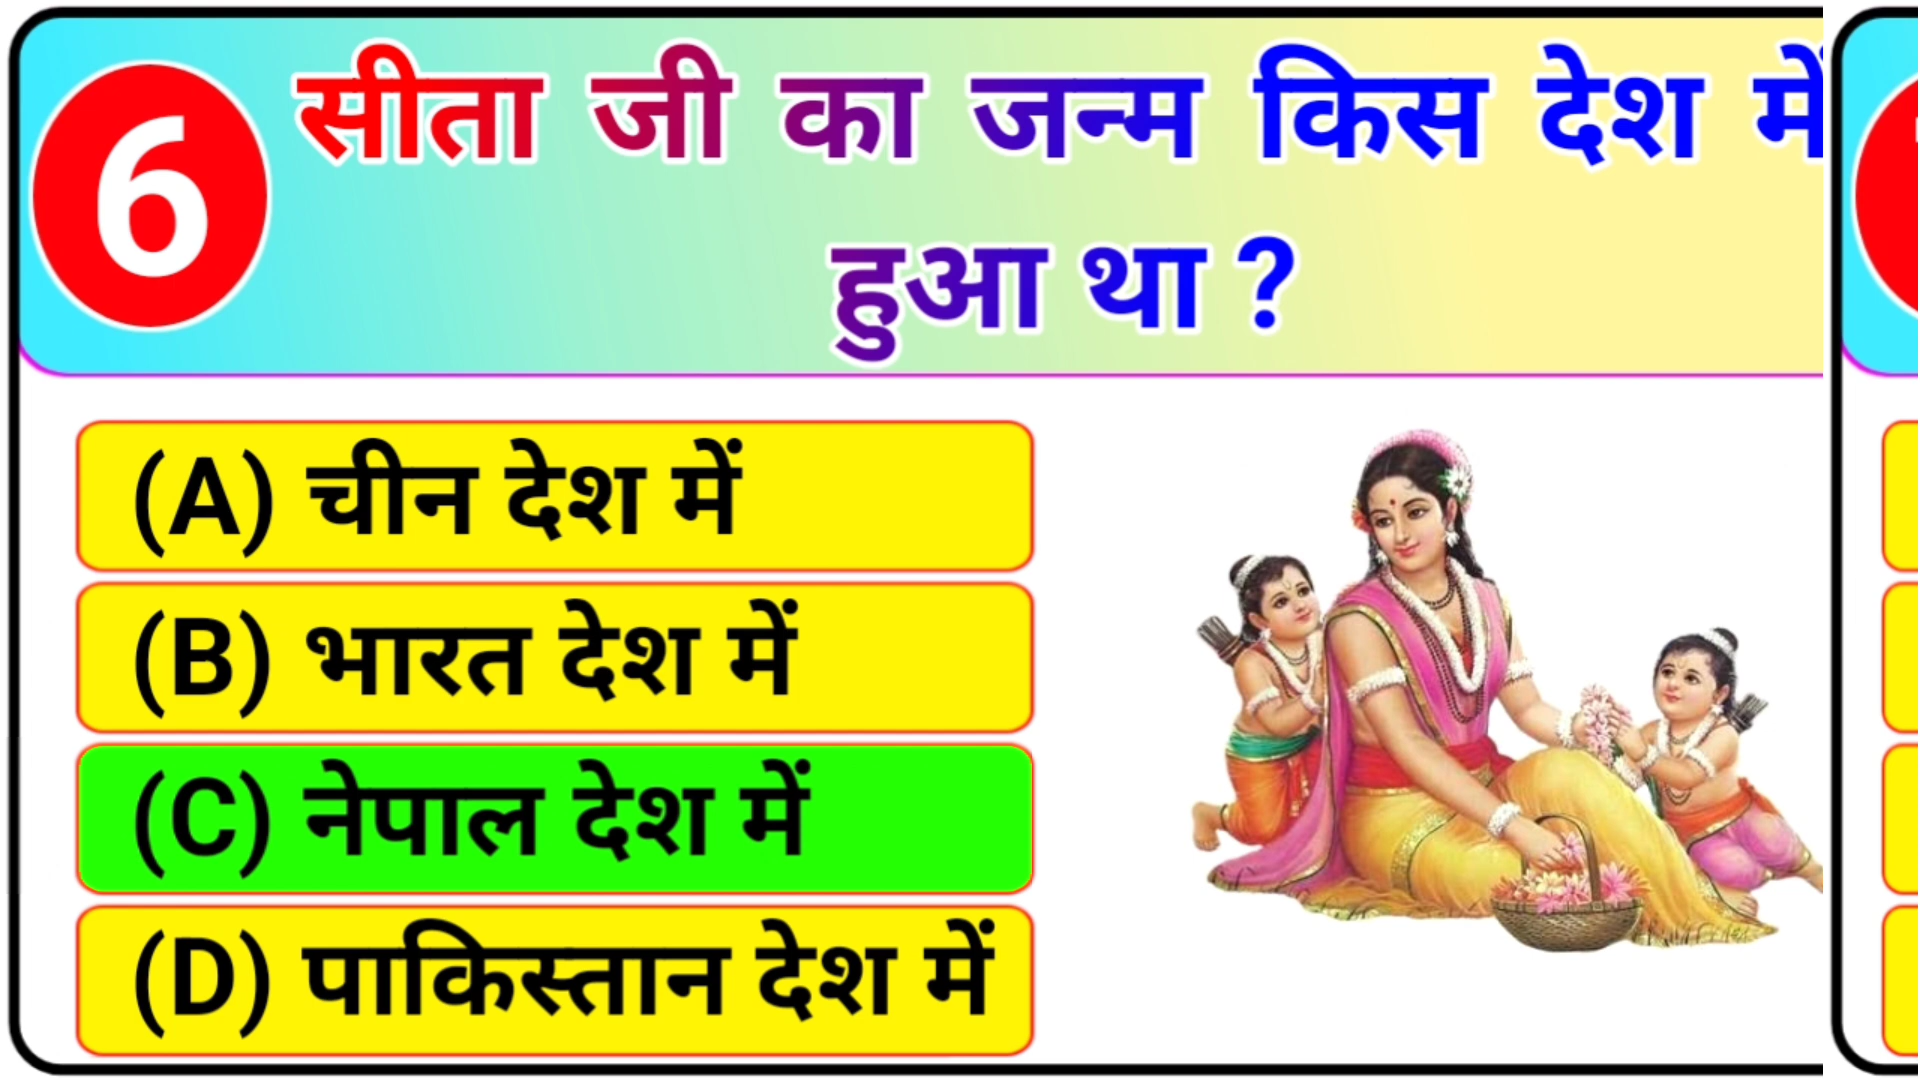 6
सीता जी का जन्म किस देश में
हुआ था ?
(A) चीन देश में
(B) भारत देश में
(C) नेपाल देश में
(D) पाकिस्तान देश में